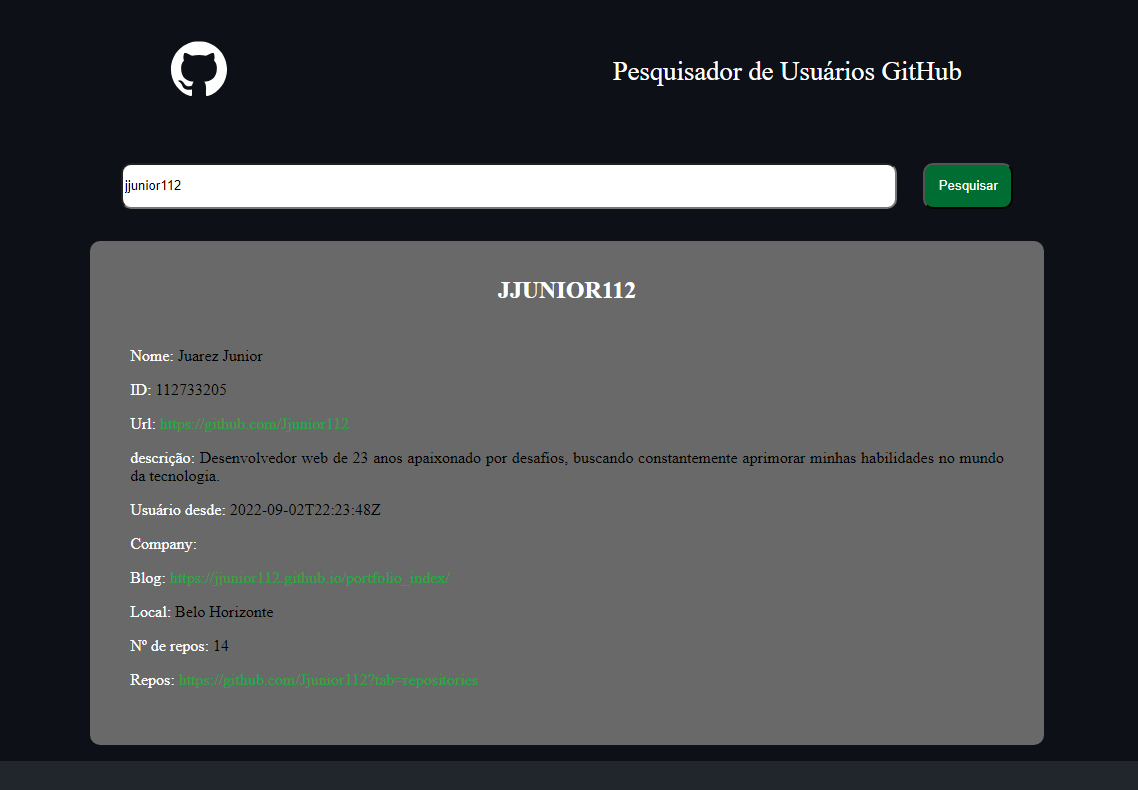 Pesquisador de Usuários GitHub
jjunior112
Pesquisar
JJUNIOR112
Nome: Juarez Junior
ID: 112733205
Url: https://github.com/Jjunior112
descrição: Desenvolvedor web de 23 anos apaixonado por desafios, buscando constantemente aprimorar minhas habilidades no mundo
da tecnologia.
Usuário desde: 2022-09-02T22:23:48Z
Company:
Blog: https://jjunior112.github.io/portfolio_index/
Local: Belo Horizonte
Nº de repos: 14
Repos: https://github.com/Jjunior112?tab=repositories